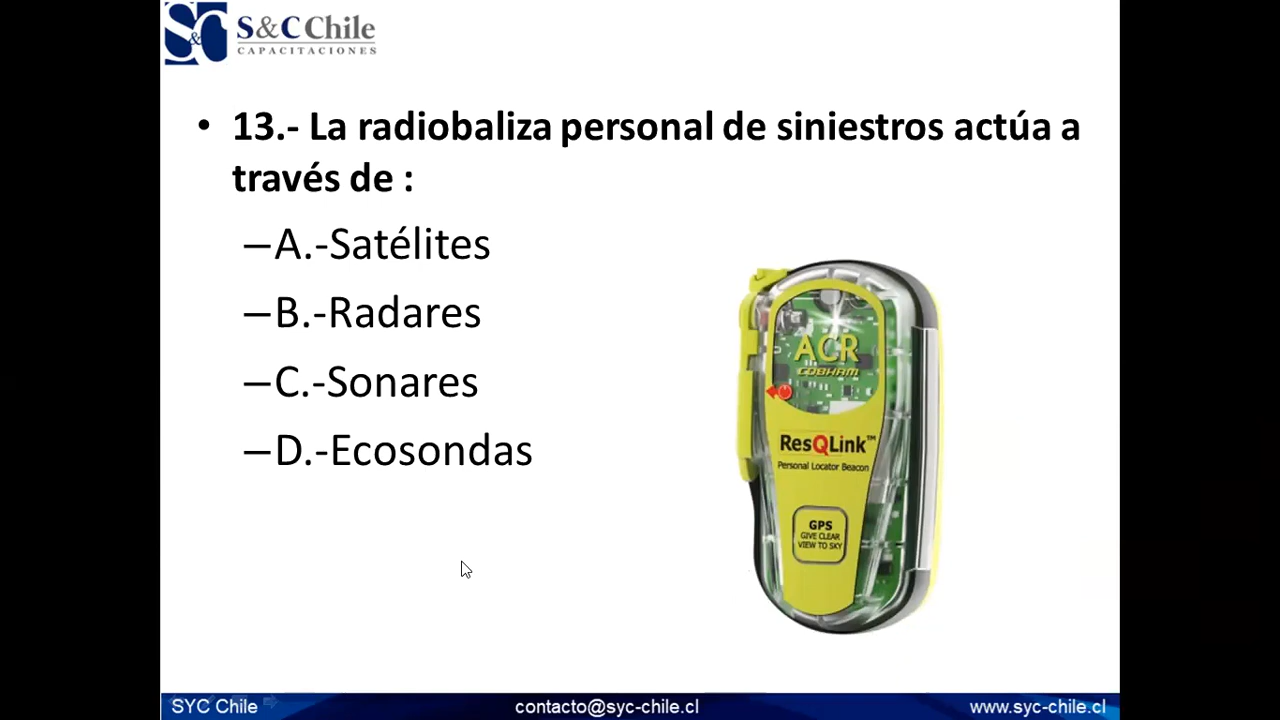 S&C Chile
CAPACITACIONES
• 13.- La radiobaliza personal de siniestros actúa a
través de :
–A.-Satélites
–B.-Radares
–C.-Sonares
–D.-Ecosondas
ACR
COBHAM
ResQLink™
Personal Locator Beacon
GPS
GIVE CLEAR
VIEW TO SKY
SYC Chile
contacto@syc-chile.cl
www.syc-chile.cl